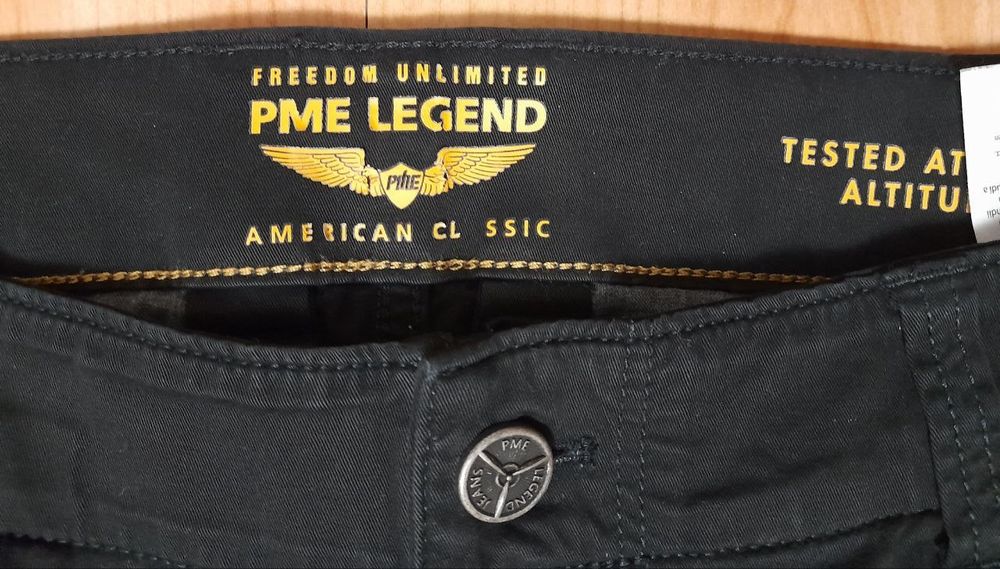 FREEDOM UNLIMITED
PME LEGEND
PME
AMERICAN CL SSIC
TESTED AT
ALTITU
PME
LEGEND
JEANS